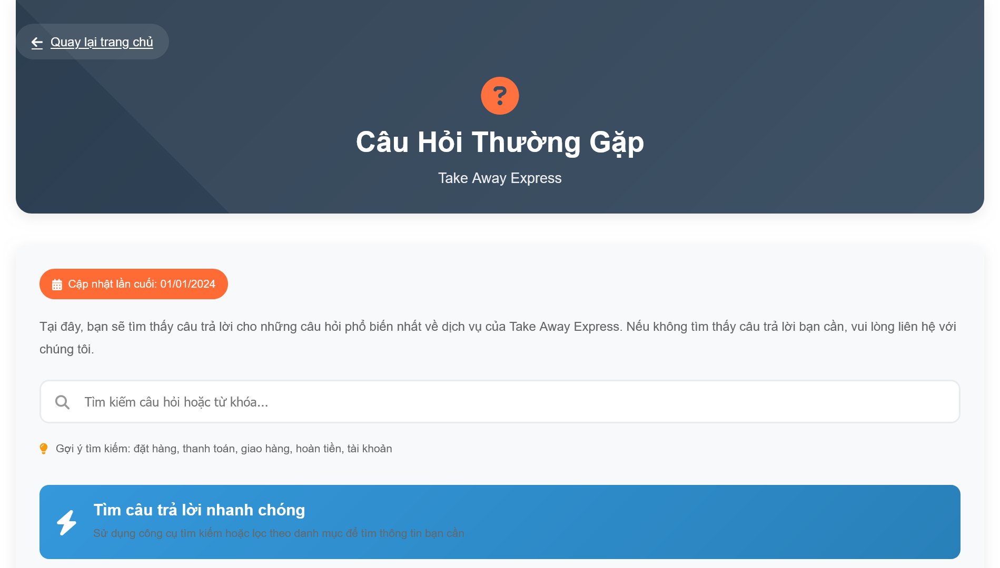 Quay lại trang chủ
Câu Hỏi Thường Gặp
Take Away Express
Cập nhật lần cuối: 01/01/2024
Tại đây, bạn sẽ tìm thấy câu trả lời cho những câu hỏi phổ biến nhất về dịch vụ của Take Away Express. Nếu không tìm thấy câu trả lời bạn cần, vui lòng liên hệ với
chúng tôi.
Tìm kiếm câu hỏi hoặc từ khóa...
Gợi ý tìm kiếm: đặt hàng, thanh toán, giao hàng, hoàn tiền, tài khoản
Tìm câu trả lời nhanh chóng
Sử dụng công cụ tìm kiếm hoặc lọc theo danh mục để tìm thông tin bạn cần